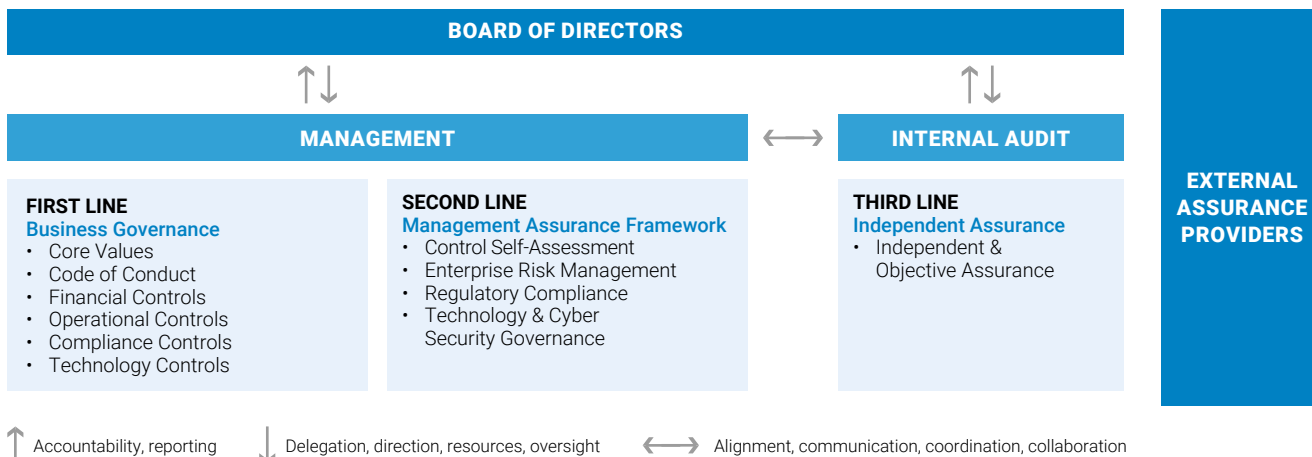 BOARD OF DIRECTORS
MANAGEMENT
INTERNAL AUDIT
FIRST LINE
Business Governance
• Core Values
• Code of Conduct
• Financial Controls
• Operational Controls
• Compliance Controls
• Technology Controls
SECOND LINE
Management Assurance Framework
• Control Self-Assessment
• Enterprise Risk Management
• Regulatory Compliance
• Technology & Cyber
Security Governance
THIRD LINE
Independent Assurance
• Independent &
Objective Assurance
EXTERNAL
ASSURANCE
PROVIDERS
Accountability, reporting
Delegation, direction, resources, oversight
Alignment, communication, coordination, collaboration